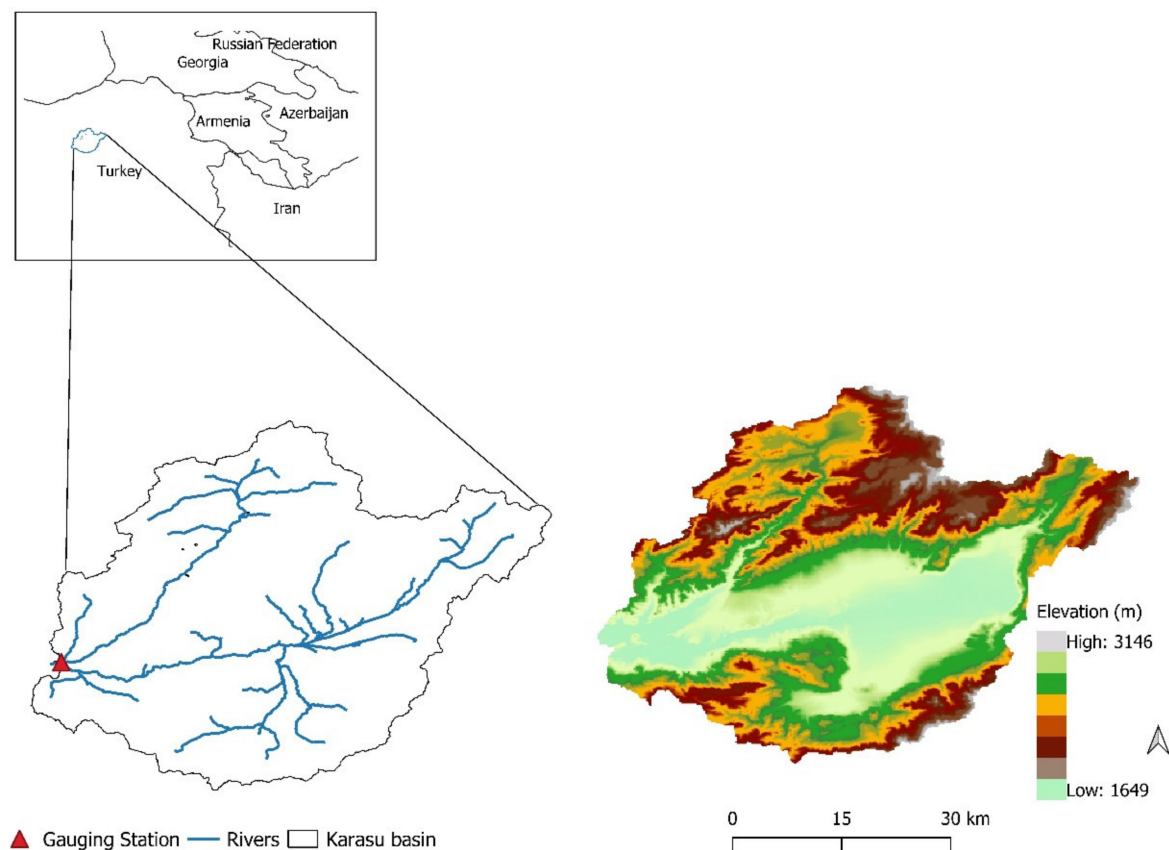 Russian Federation
Georgia
Azerbaijan
Armenia
Turkey
Iran
Elevation (m)
High: 3146
Low: 1649
Gauging Station Rivers Karasu basin
0 15 30 km